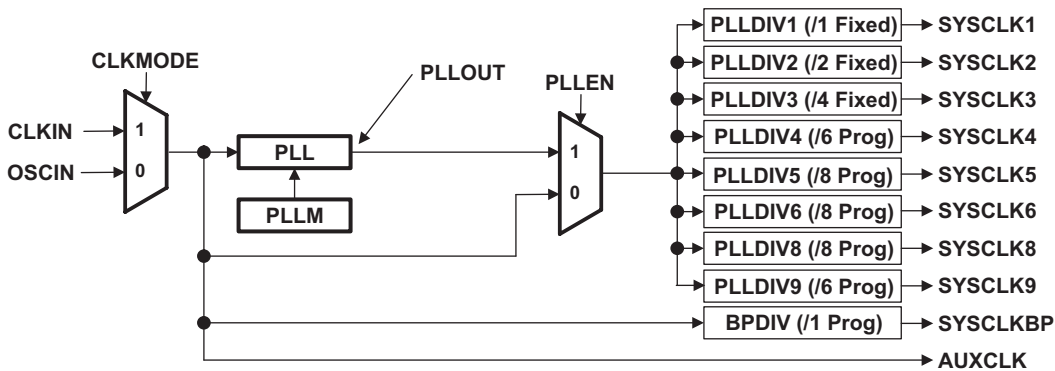 PLLDIV1 (/1 Fixed) SYSCLK1
CLKMODE
PLLDIV2 (/2 Fixed) SYSCLK2
PLLOUT
PLLEN
PLLDIV3 (/4 Fixed) SYSCLK3
CLKIN 1
PLLDIV4 (/6 Prog) SYSCLK4
PLL 1
OSCIN 0
PLLDIV5 (/8 Prog) SYSCLK5
0
PLLM
PLLDIV6 (/8 Prog) SYSCLK6
PLLDIV8 (/8 Prog) SYSCLK8
PLLDIV9 (/6 Prog) SYSCLK9
BPDIV (/1 Prog) SYSCLKBP
AUXCLK